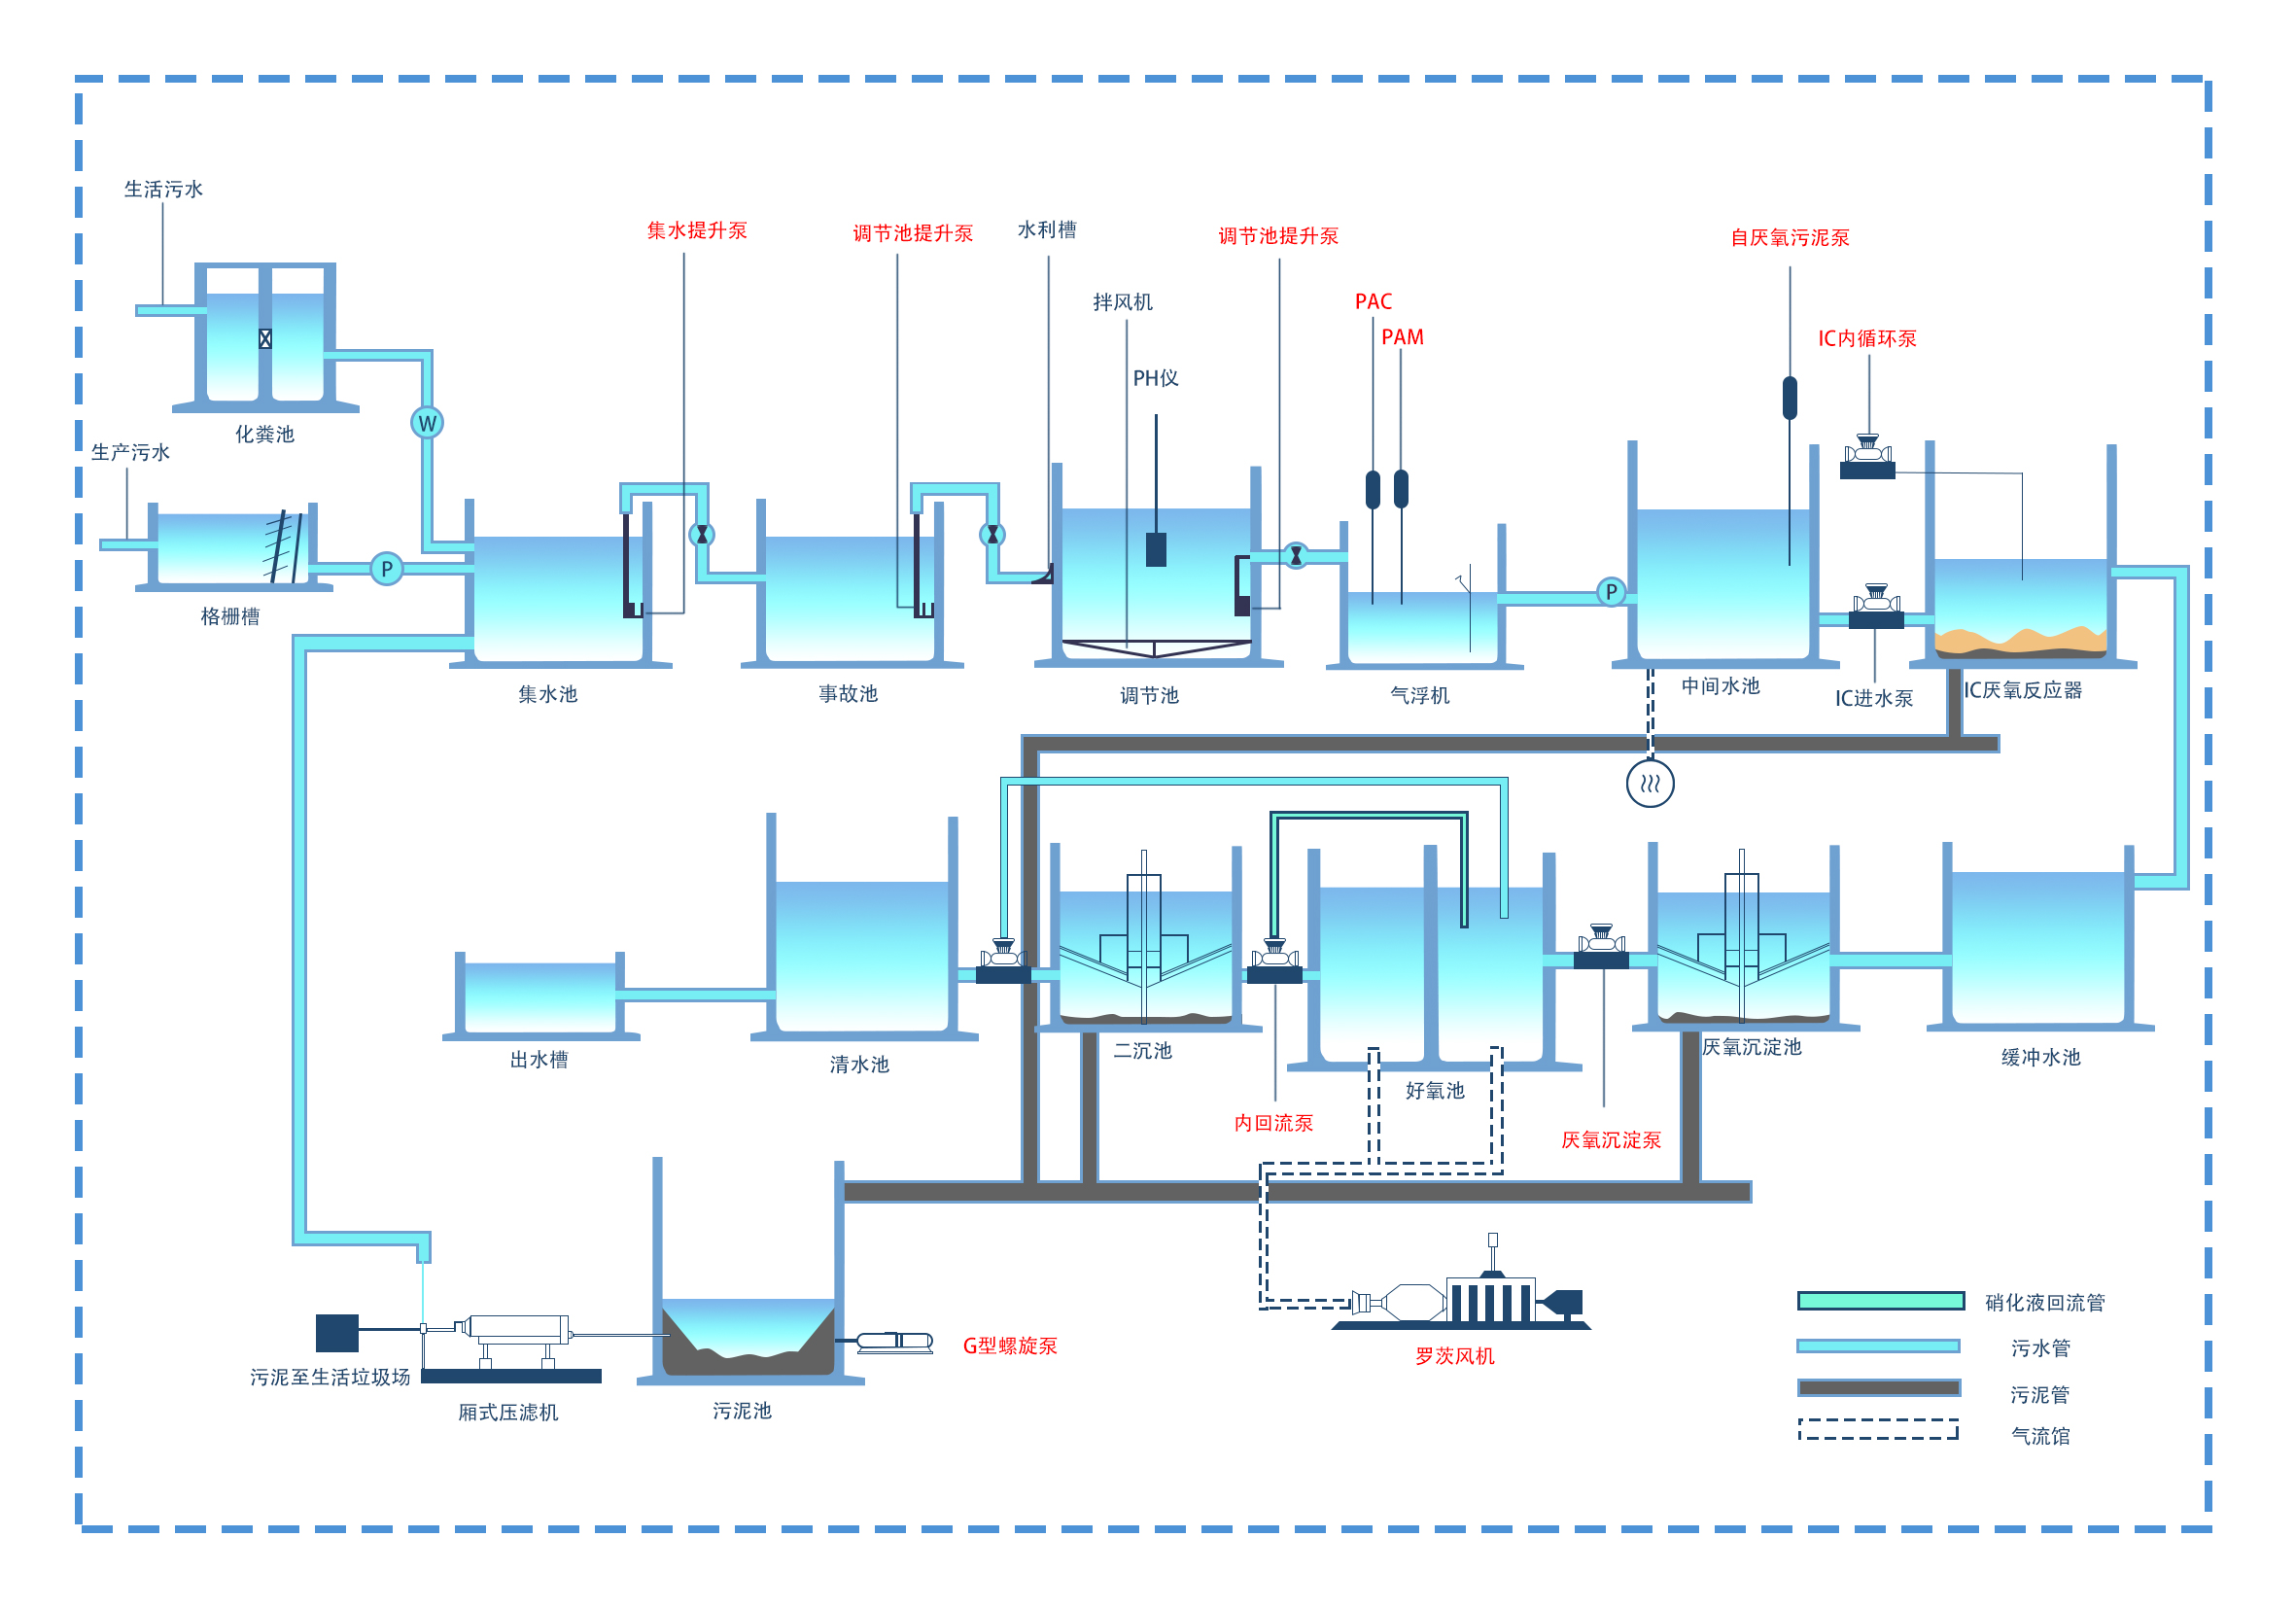 生活污水
集水提升泵
调节池提升泵
水利槽
调节池提升泵
自厌氧污泥泵
拌风机
PAC
PAM
IC内循环泵
PH仪
W
化粪池
生产污水
P
P
格栅槽
集水池
事故池
调节池
气浮机
中间水池
IC进水泵
IC厌氧反应器
出水槽
清水池
二沉池
好氧池
厌氧沉淀池
缓冲水池
内回流泵
厌氧沉淀泵
硝化液回流管
G型螺旋泵
罗茨风机
污水管
污泥至生活垃圾场
厢式压滤机
污泥池
污泥管
气流馆